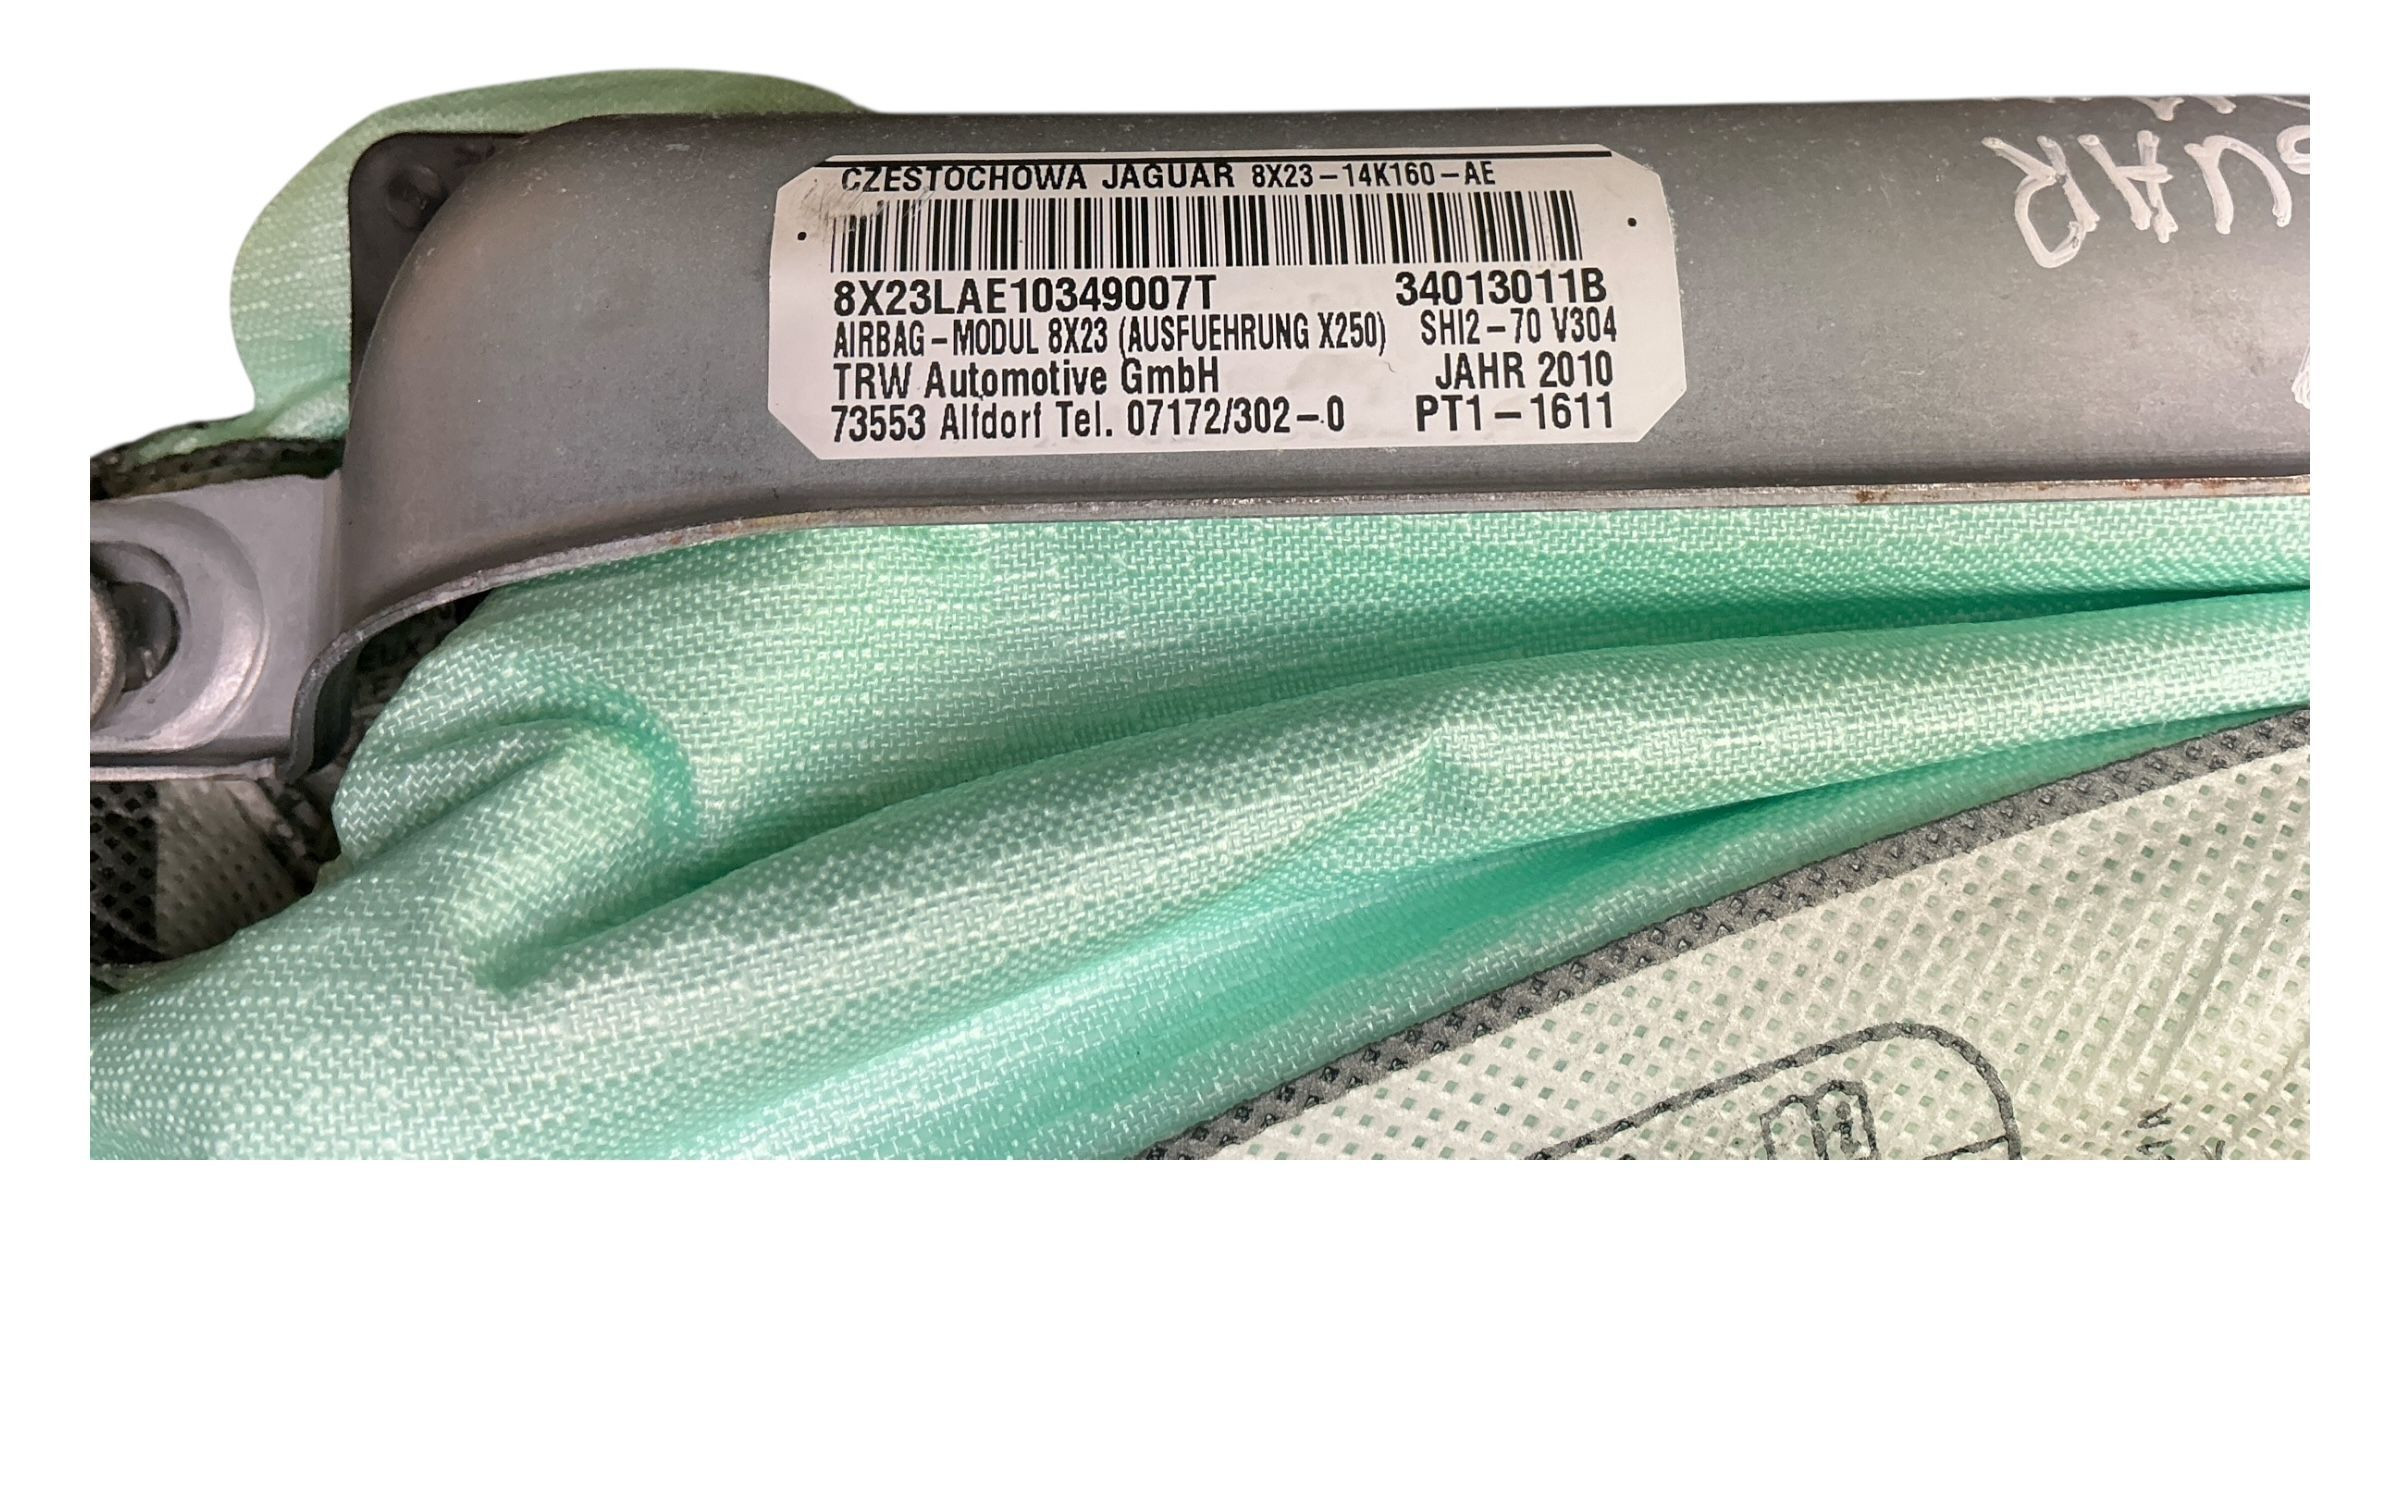 CZESTOCHOWA JAGUAR 8X23-14K160-AE
8X23LAE10349007T 34013011B
AIRBAG-MODUL 8X23 (AUSFUEHRUNG X250) SHI2-70 V304
TRW Automotive GmbH JAHR 2010
73553 Alfdorf Tel. 07172/302-0 PT1-1611